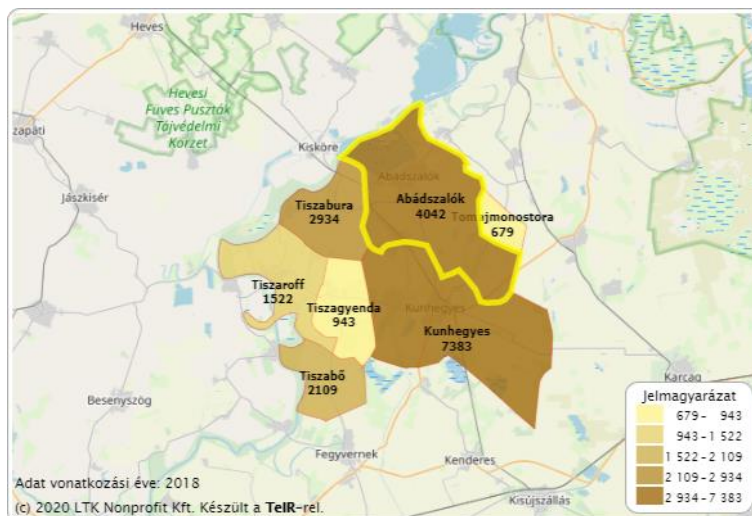 Heves
Hevesi
Füves Puszták
Tájvédelmi
Körzet
zapáti
Kisköre
Jászkisér
Abádszalók
Abádszalók
4042
Tiszabura
2934
Tomajmonostora
679
Tiszaroff
1522
Tiszagyenda
943
Kunhegyes
Kunhegyes
7383
Tiszabő
2109
Karcag
Besenyszög
Fegyvernek
Kenderes
Kisújszállás
Jelmagyarázat
679 - 943
943 - 1 522
1 522 - 2 109
2 109 - 2 934
2 934 - 7 383
Adat vonatkozási éve: 2018
(c) 2020 LTK Nonprofit Kft. Készült a TeIR-rel.